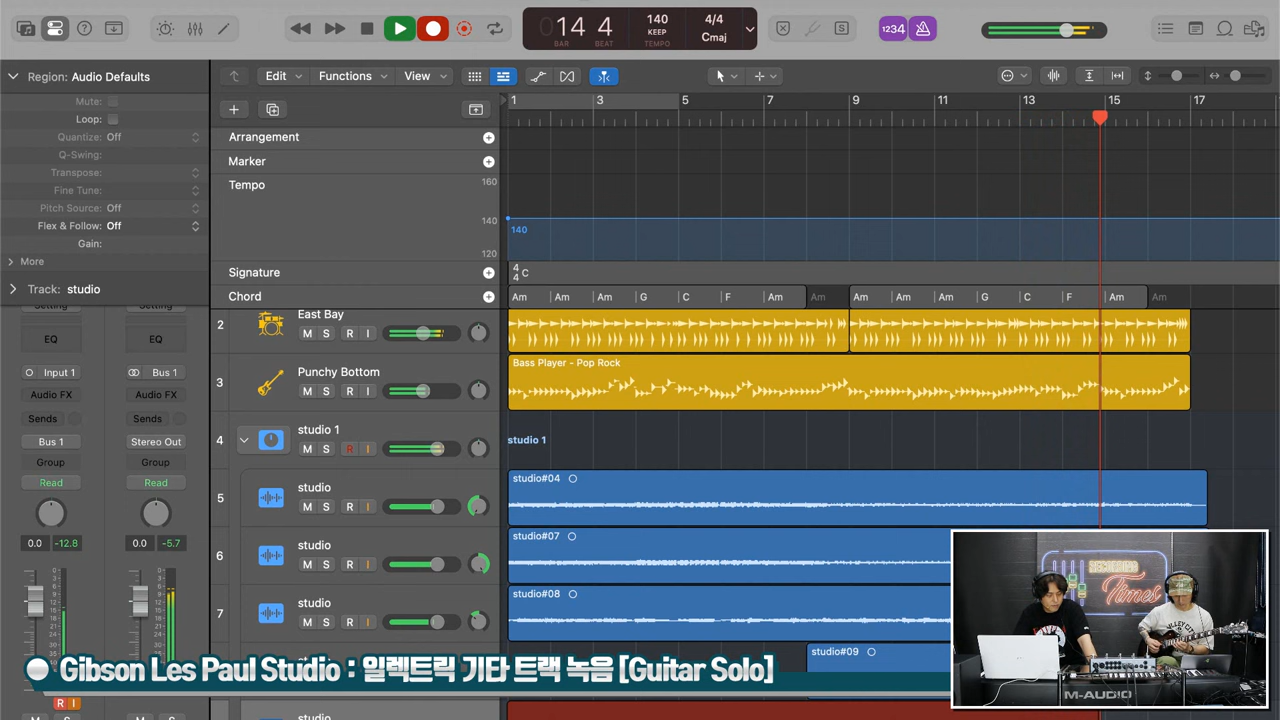 14 4
BAR BEAT
140
KEEP
TEMPO
4/4
Cmaj
S
1234
Region: Audio Defaults
Mute:
Loop:
Quantize: Off
Q-Swing:
Transpose:
Fine Tune:
Pitch Source: Off
Flex & Follow: Off
Gain:
More
Track: studio
Edit Functions View
1 3 5 7 9 11 13 15 17
Arrangement
Marker
Tempo
160
140
120
140
Signature
4
4 C
Chord
Am Am Am G C F Am Am Am Am Am G C F Am Am
Setting Setting
EQ EQ
Input 1 Bus 1
Audio FX Audio FX
Sends Sends
Bus 1 Stereo Out
Group Group
Read Read
0.0 -12.8 0.0 -5.7
2 East Bay
M S R I
3 Punchy Bottom
M S R I
Bass Player - Pop Rock
4 studio 1
M S R I
studio 1
5 studio
M S R I
studio#04
6 studio
M S R I
studio#07
7 studio
M S R I
studio#08
studio#09
Gibson Les Paul Studio : 일렉트릭 기타 트랙 녹음 [Guitar Solo]
R I
M S
studio
RECORDING
Times
M-AUDIO